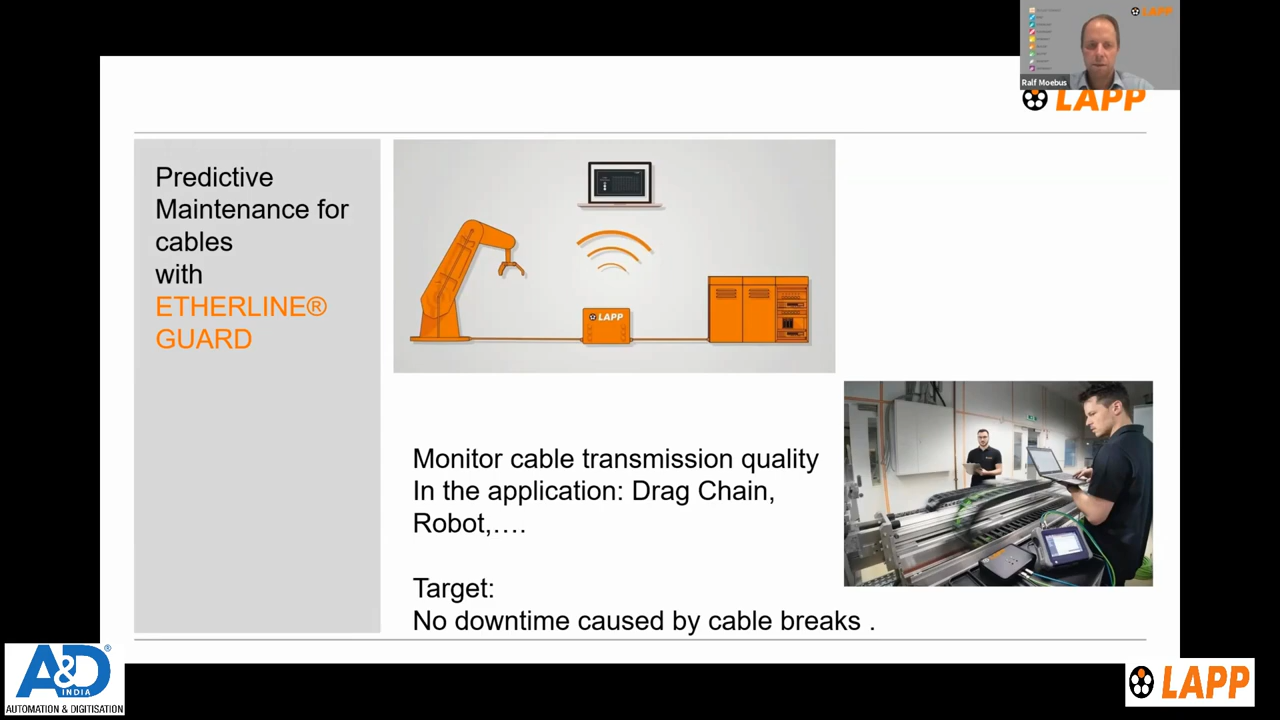 LAPP
Ralf Moebus
LAPP
Predictive
Maintenance for
cables
with
ETHERLINE®
GUARD
LAPP
Monitor cable transmission quality
In the application: Drag Chain,
Robot,....
Target:
No downtime caused by cable breaks .
A&D®
INDIA
AUTOMATION & DIGITISATION
LAPP